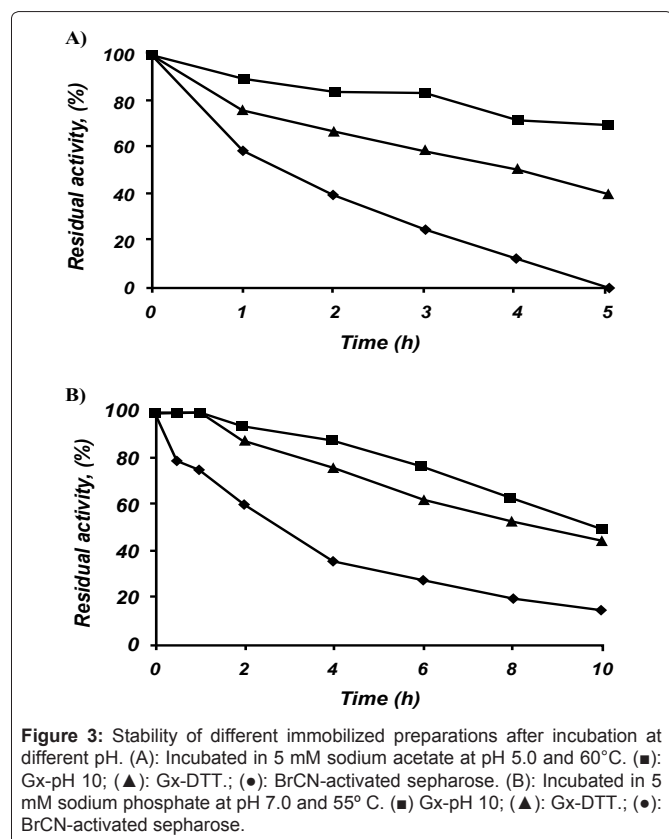 A)
100
80
60
40
20
0
Residual activity, (%)
0 1 2 3 4 5
Time (h)
B)
100
80
60
40
20
0
Residual activity, (%)
0 2 4 6 8 10
Time (h)
Figure 3: Stability of different immobilized preparations after incubation at
different pH. (A): Incubated in 5 mM sodium acetate at pH 5.0 and 60°C. (■):
Gx-pH 10; (▲): Gx-DTT.; (●): BrCN-activated sepharose. (B): Incubated in 5
mM sodium phosphate at pH 7.0 and 55º C. (■) Gx-pH 10; (▲): Gx-DTT.; (●):
BrCN-activated sepharose.